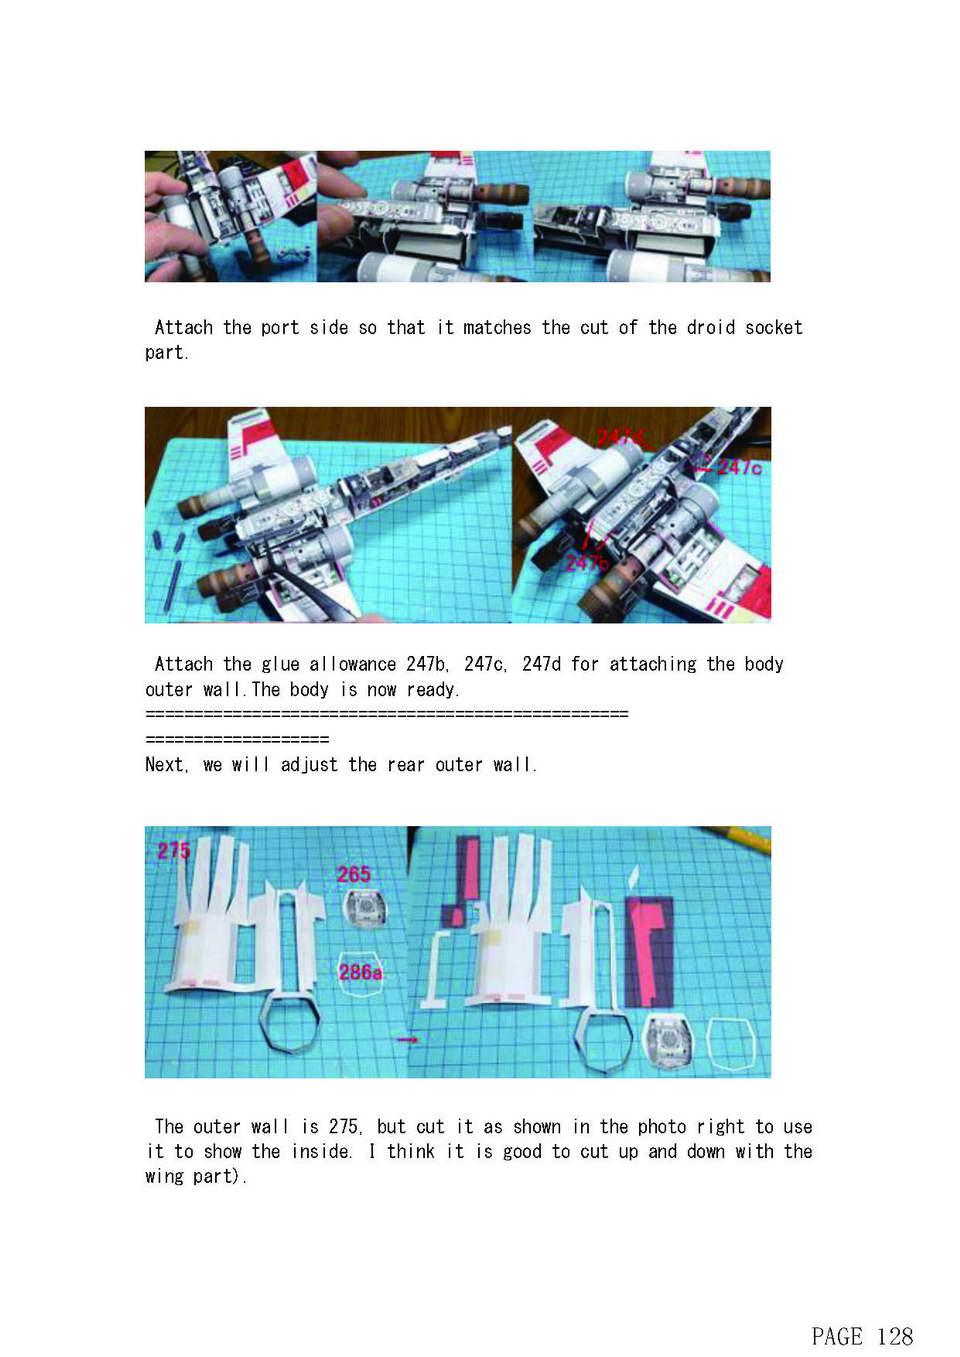 Attach the port side so that it matches the cut of the droid socket
part.
247d
247c
247b
Attach the glue allowance 247b, 247c, 247d for attaching the body
outer wall.The body is now ready.
==================================================
===================
Next, we will adjust the rear outer wall.
275
265
286a
The outer wall is 275, but cut it as shown in the photo right to use
it to show the inside. I think it is good to cut up and down with the
wing part).
PAGE 128